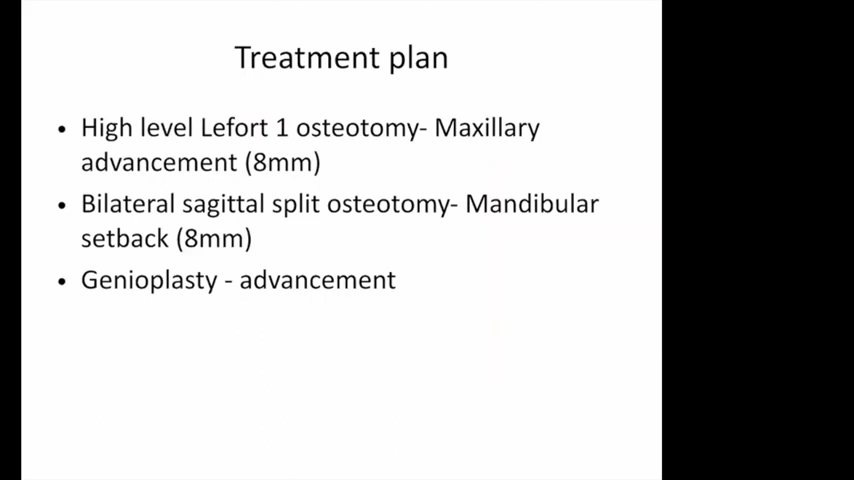 Treatment plan
• High level Lefort 1 osteotomy- Maxillary
advancement (8mm)
• Bilateral sagittal split osteotomy- Mandibular
setback (8mm)
• Genioplasty - advancement